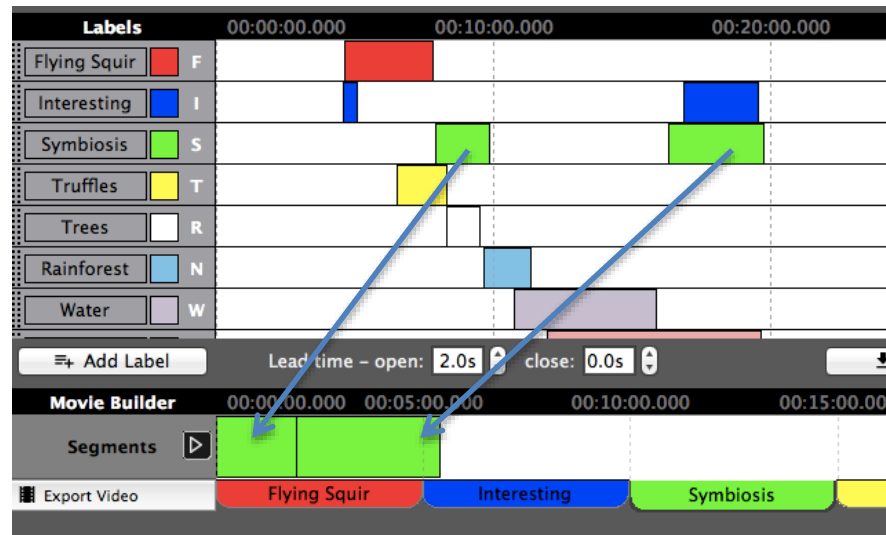 Labels 00:00:00.000 00:10:00.000 00:20:00.000
Flying Squir F
Interesting I
Symbiosis S
Truffles T
Trees R
Rainforest N
Water W
Add Label Lead time – open: 2.0s close: 0.0s
Movie Builder 00:00:00.000 00:05:00.000 00:10:00.000 00:15:00.00
Segments
Export Video Flying Squir Interesting Symbiosis